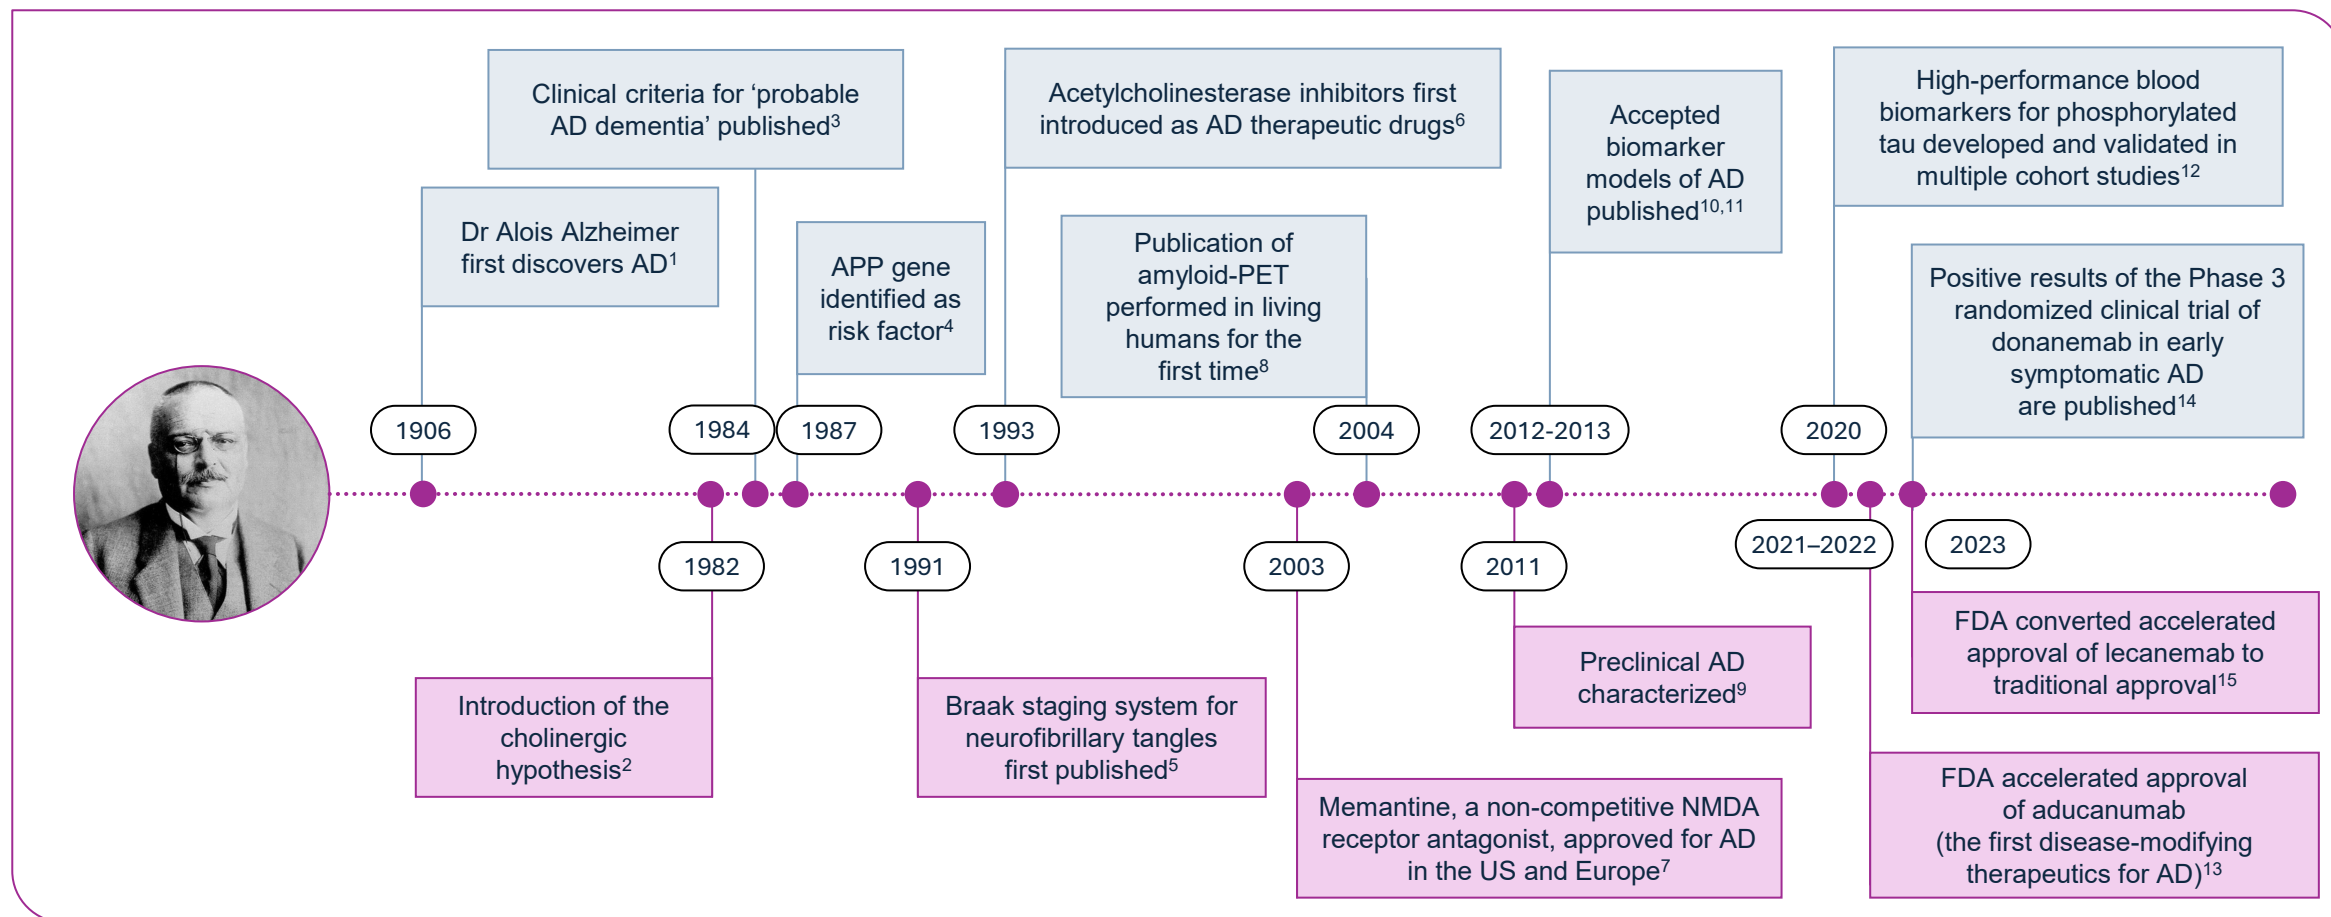 Clinical criteria for ‘probable
AD dementia’ published3
Acetylcholinesterase inhibitors first
introduced as AD therapeutic drugs6
Accepted
biomarker
models of AD
published10,11
High-performance blood
biomarkers for phosphorylated
tau developed and validated in
multiple cohort studies12
Dr Alois Alzheimer
first discovers AD1
APP gene
identified as
risk factor4
Publication of
amyloid-PET
performed in living
humans for the
first time8
Positive results of the Phase 3
randomized clinical trial of
donanemab in early
symptomatic AD
are published14
1906
1984
1987
1993
2004
2012-2013
2020
1982
1991
2003
2011
2021–2022
2023
Introduction of the
cholinergic
hypothesis2
Braak staging system for
neurofibrillary tangles
first published5
Memantine, a non-competitive NMDA
receptor antagonist, approved for AD
in the US and Europe7
Preclinical AD
characterized9
FDA converted accelerated
approval of lecanemab to
traditional approval15
FDA accelerated approval
of aducanumab
(the first disease-modifying
therapeutics for AD)13